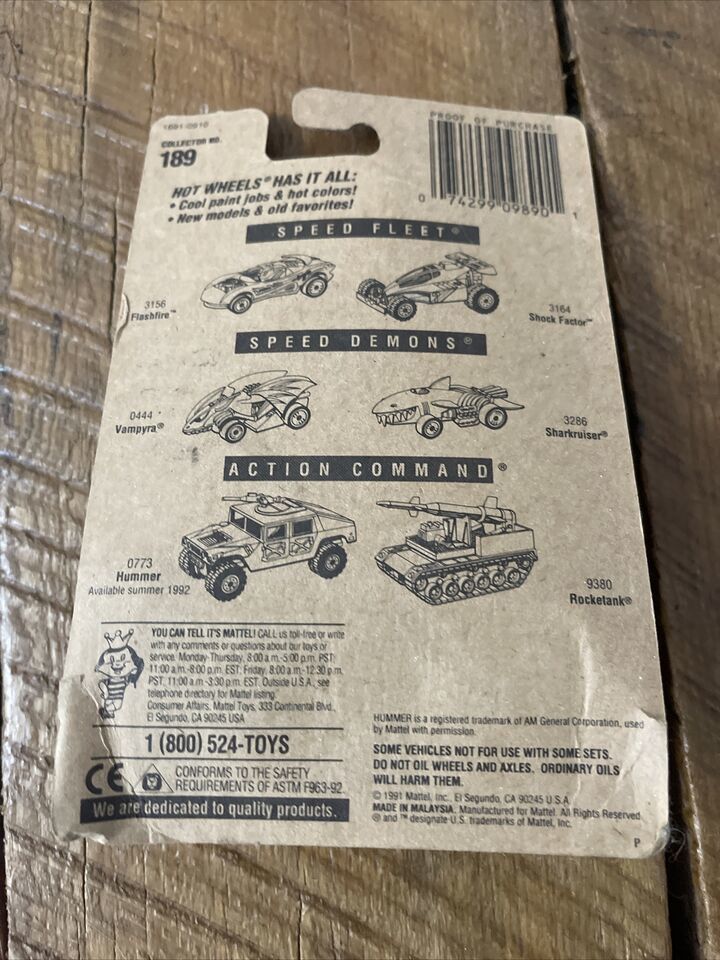 1691-0910
COLLECTOR NO.
189
PROOF OF PURCHASE
0 74299 09890 1
HOT WHEELS® HAS IT ALL:
• Cool paint jobs & hot colors!
• New models & old favorites!
SPEED FLEET®
3156
Flashfire™
3164
Shock Factor™
SPEED DEMONS®
0444
Vampyra®
3286
Sharkruiser®
ACTION COMMAND®
0773
Hummer
Available summer 1992
9380
Rocketank®
YOU CAN TELL IT'S MATTEL! CALL us toll-free or write
with any comments or questions about our toys or
service. Monday-Thursday, 8:00 a.m.-5:00 p.m. PST;
11:00 a.m.-8:00 p.m. EST; Friday, 8:00 a.m.-12:30 p.m.
PST, 11:00 a.m.-3:30 p.m. EST. Outside U.S.A., see
telephone directory for Mattel listing.
Consumer Affairs, Mattel Toys, 333 Continental Blvd.,
El Segundo, CA 90245 USA
1 (800) 524-TOYS
CE
CONFORMS TO THE SAFETY
REQUIREMENTS OF ASTM F963-92.
We are dedicated to quality products.
HUMMER is a registered trademark of AM General Corporation, used
by Mattel with permission.
SOME VEHICLES NOT FOR USE WITH SOME SETS.
DO NOT OIL WHEELS AND AXLES. ORDINARY OILS
WILL HARM THEM.
© 1991 Mattel, Inc., El Segundo, CA 90245 U.S.A.
MADE IN MALAYSIA. Manufactured for Mattel. All Rights Reserved.
® and ™ designate U.S. trademarks of Mattel, Inc.
P